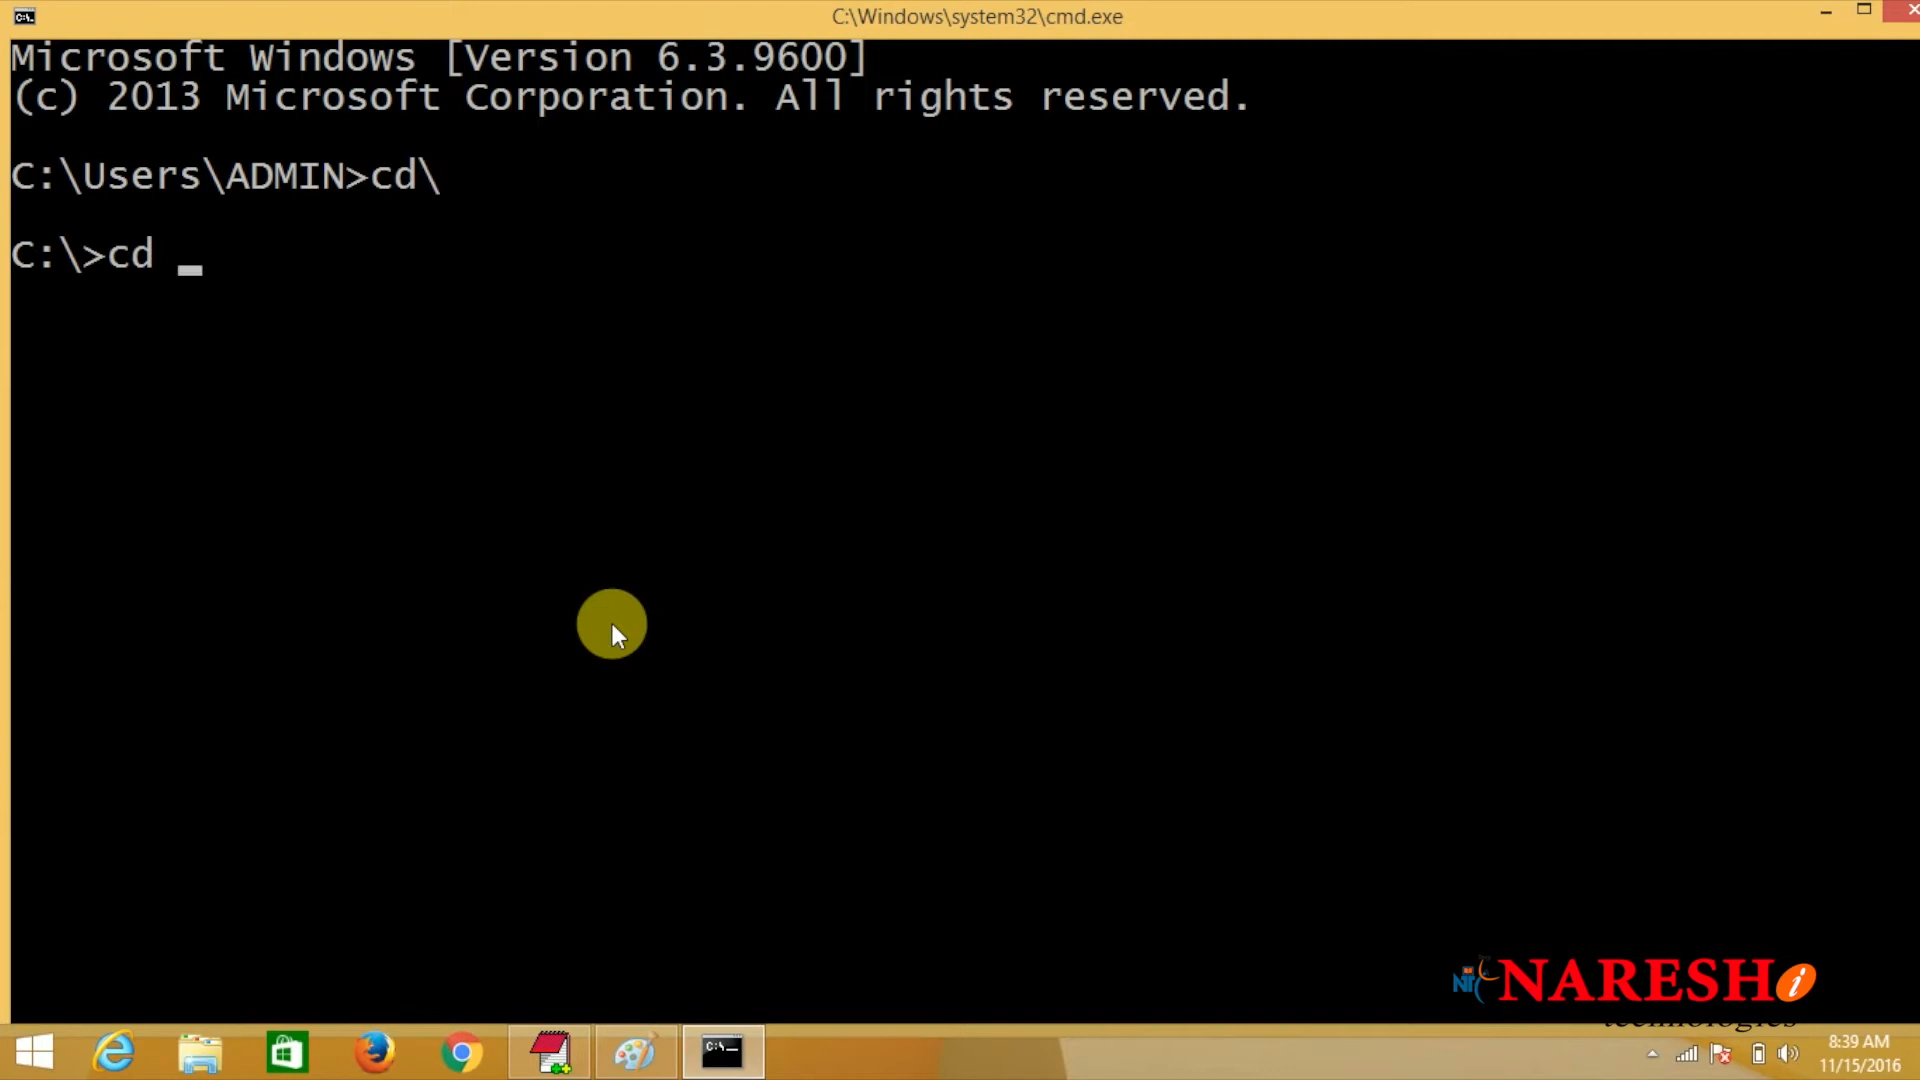 C:\Windows\system32\cmd.exe
Microsoft Windows [Version 6.3.9600]
(c) 2013 Microsoft Corporation. All rights reserved.
C:\Users\ADMIN>cd\
C:\>cd _
NARESH i
technologies
8:39 AM
11/15/2016